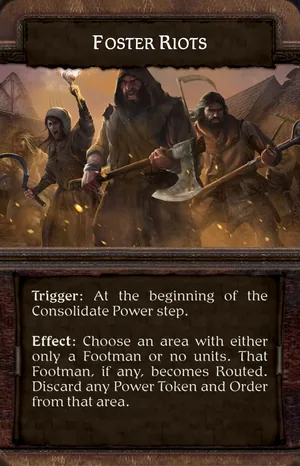 Foster Riots
Trigger: At the beginning of the
Consolidate Power step.
Effect: Choose an area with either
only a Footman or no units. That
Footman, if any, becomes Routed.
Discard any Power Token and Order
from that area.